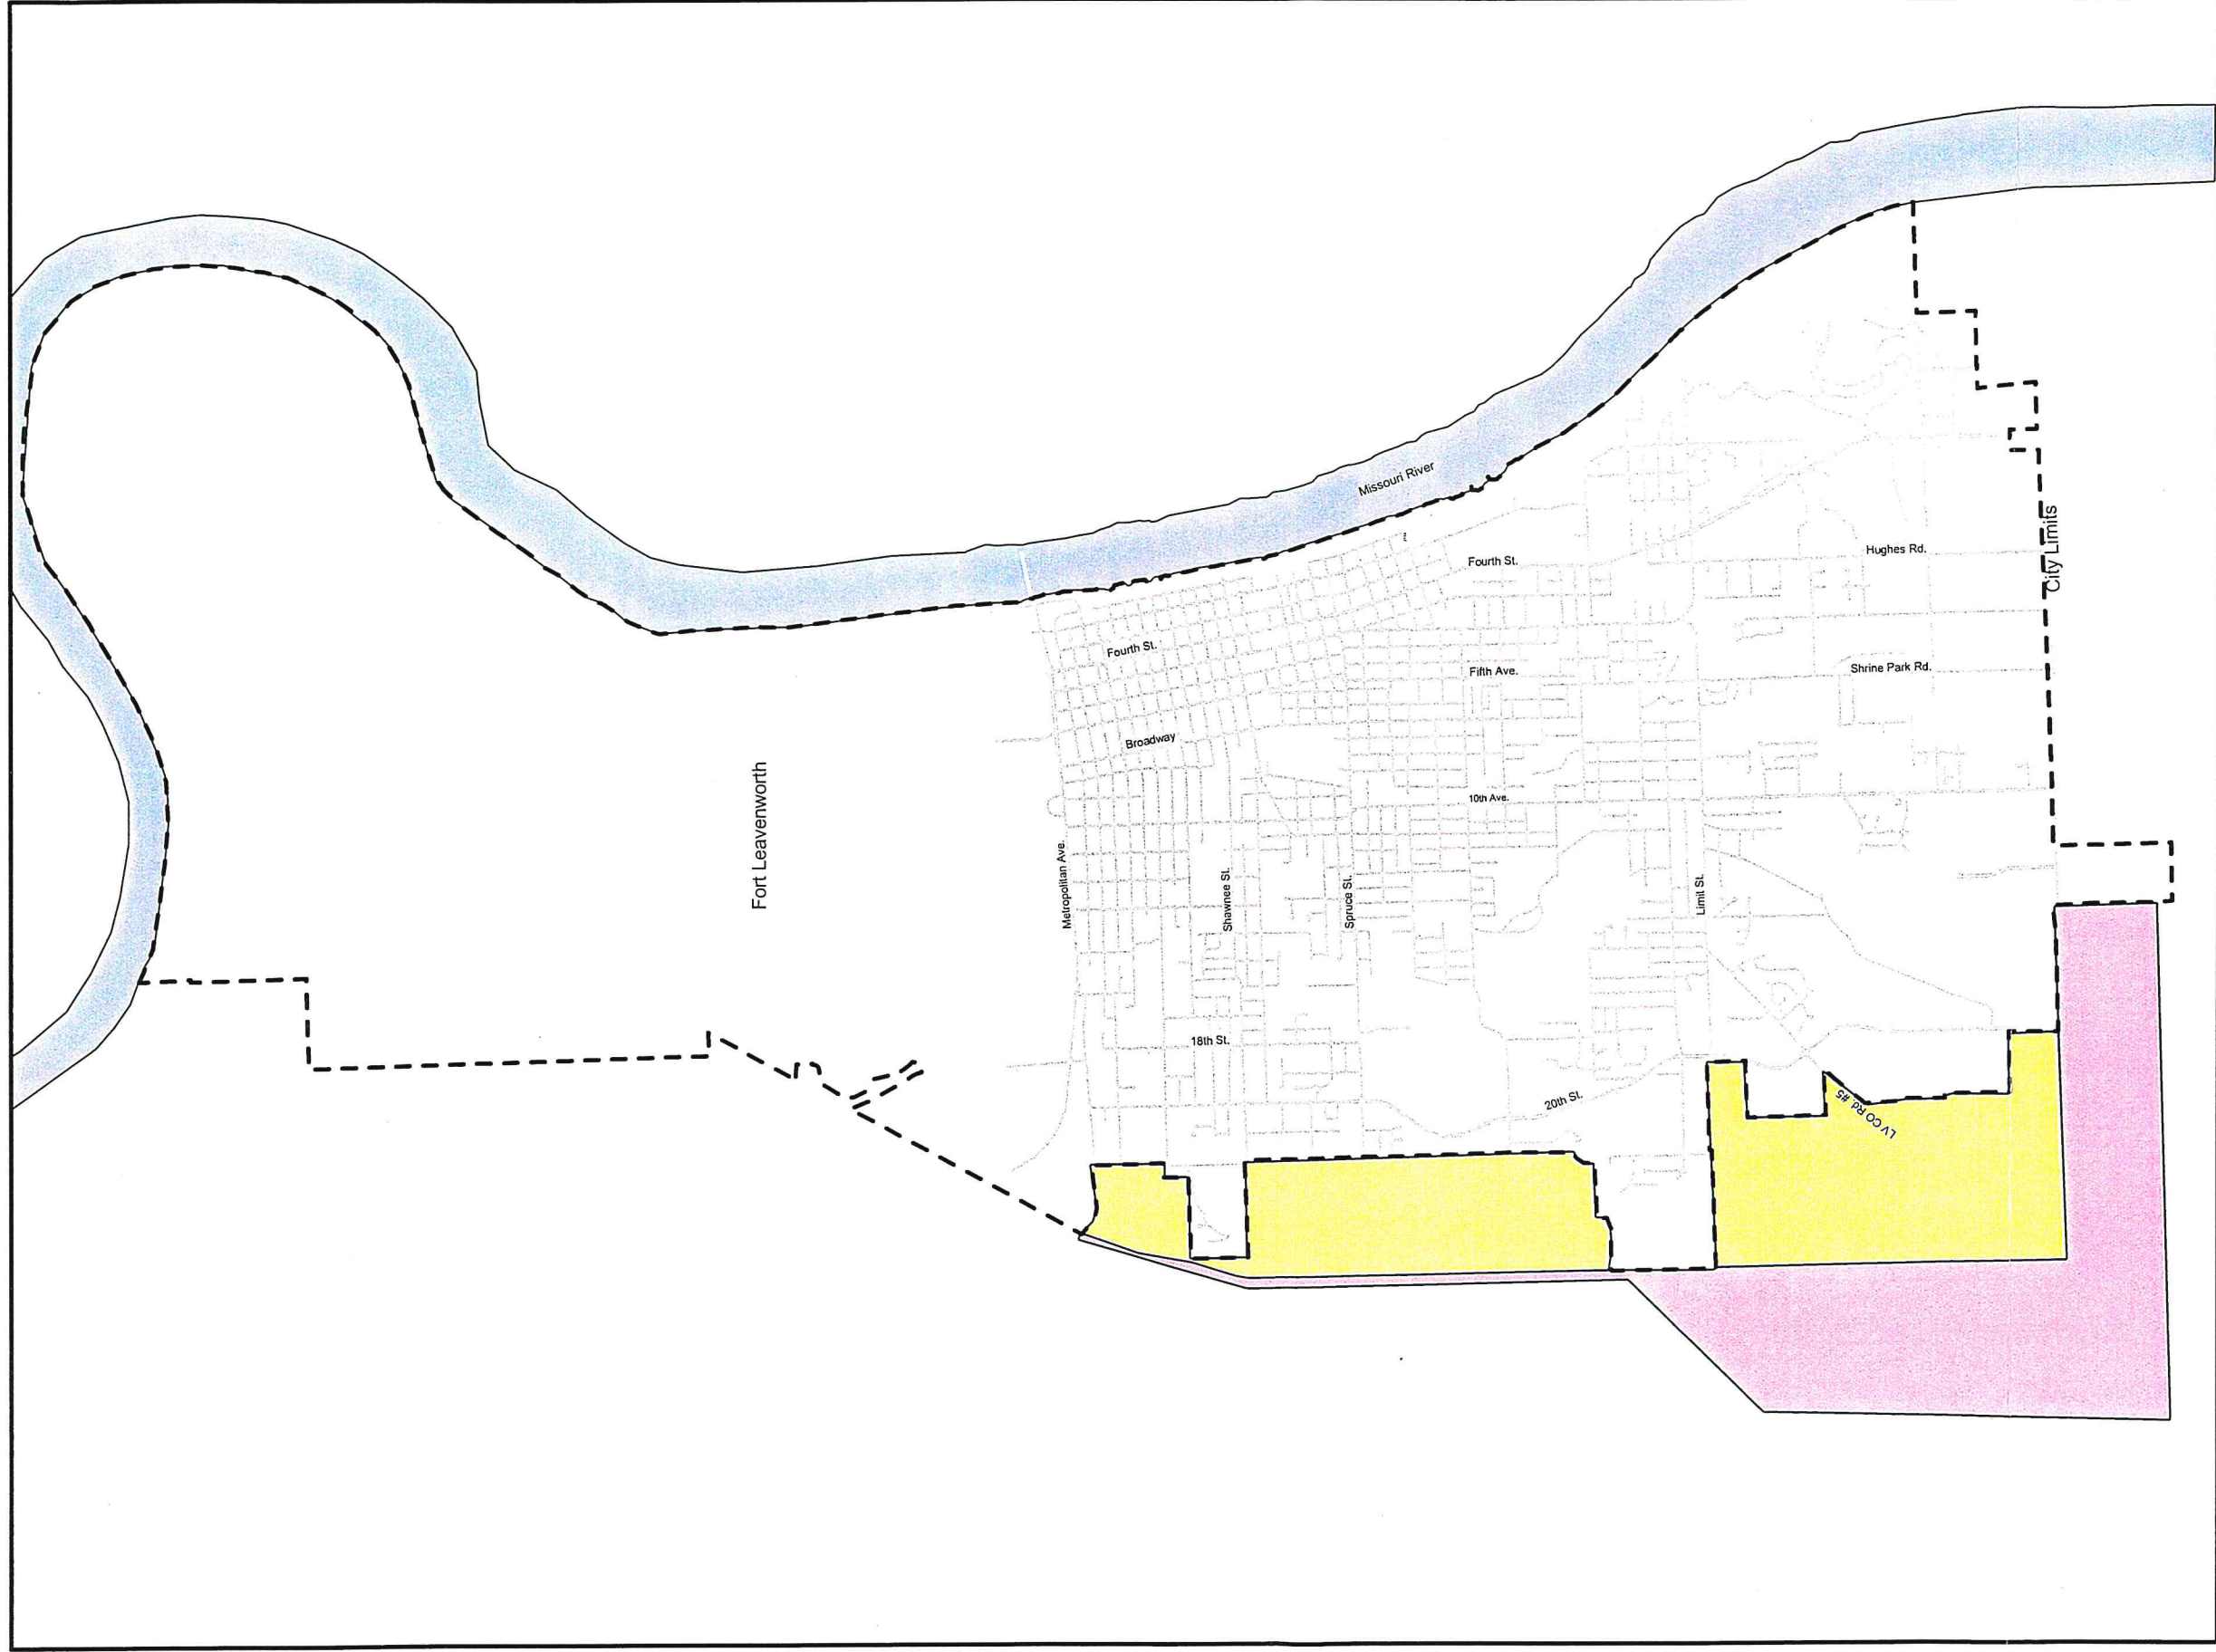 Missouri River
City Limits
Hughes Rd.
Fourth St.
Fourth St.
Shrine Park Rd.
Fifth Ave.
Broadway
10th Ave.
Fort Leavenworth
Metropolitan Ave.
Shawnee St.
Spruce St.
Limit St.
18th St.
20th St.
LV CO Rd. #5